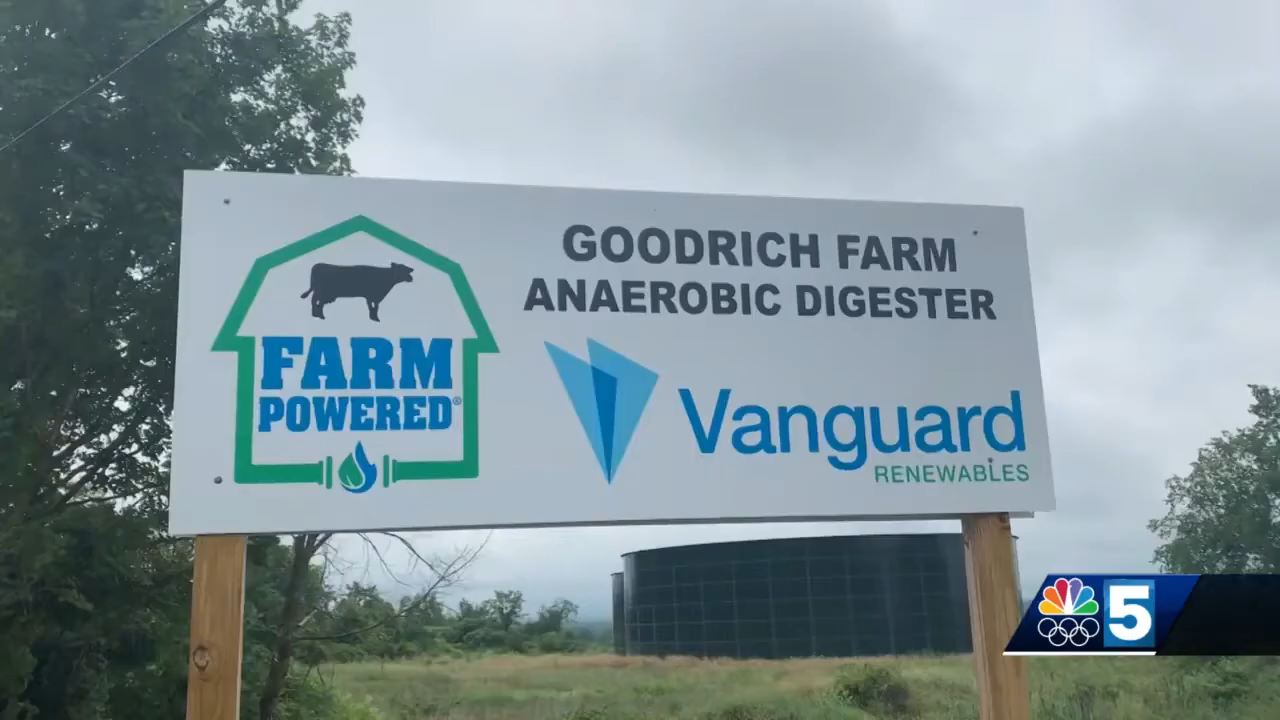 GOODRICH FARM
ANAEROBIC DIGESTER
FARM
POWERED®
Vanguard
RENEWABLES
5